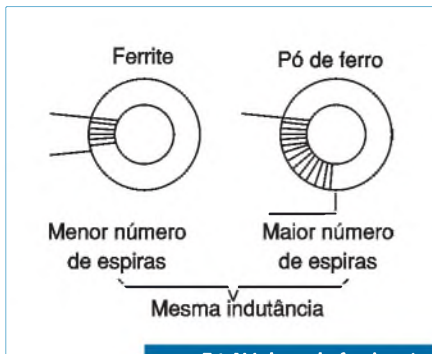 Ferrite
Pó de ferro
Menor número
de espiras
Maior número
de espiras
Mesma indutância